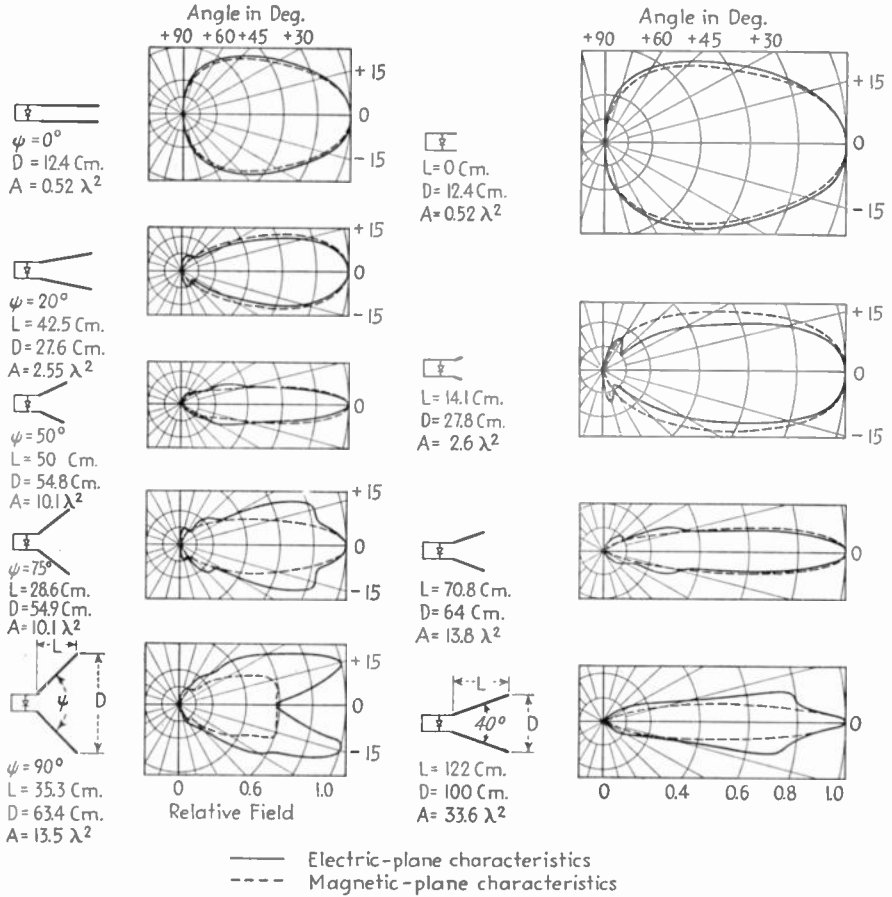 Angle in Deg.
+90 +60 +45 +30
+15
0
-15
ψ = 0°
D = 12.4 Cm.
A = 0.52 λ²
+15
0
-15
ψ = 20°
L = 42.5 Cm.
D = 27.6 Cm.
A = 2.55 λ²
0
ψ = 50°
L = 50 Cm.
D = 54.8 Cm.
A = 10.1 λ²
+15
0
-15
ψ = 75°
L = 28.6 Cm.
D = 54.9 Cm.
A = 10.1 λ²
L
ψ
D
+15
0
-15
ψ = 90°
L = 35.3 Cm.
D = 63.4 Cm.
A = 13.5 λ²
0 0.6 1.0
Relative Field
Angle in Deg.
+90 +60 +45 +30
+15
0
-15
L = 0 Cm.
D = 12.4 Cm.
A = 0.52 λ²
+15
0
-15
L = 14.1 Cm.
D = 27.8 Cm.
A = 2.6 λ²
0
L = 70.8 Cm.
D = 64 Cm.
A = 13.8 λ²
L
40°
D
0
L = 122 Cm.
D = 100 Cm.
A = 33.6 λ²
0 0.4 0.6 0.8 1.0
Electric-plane characteristics
Magnetic-plane characteristics